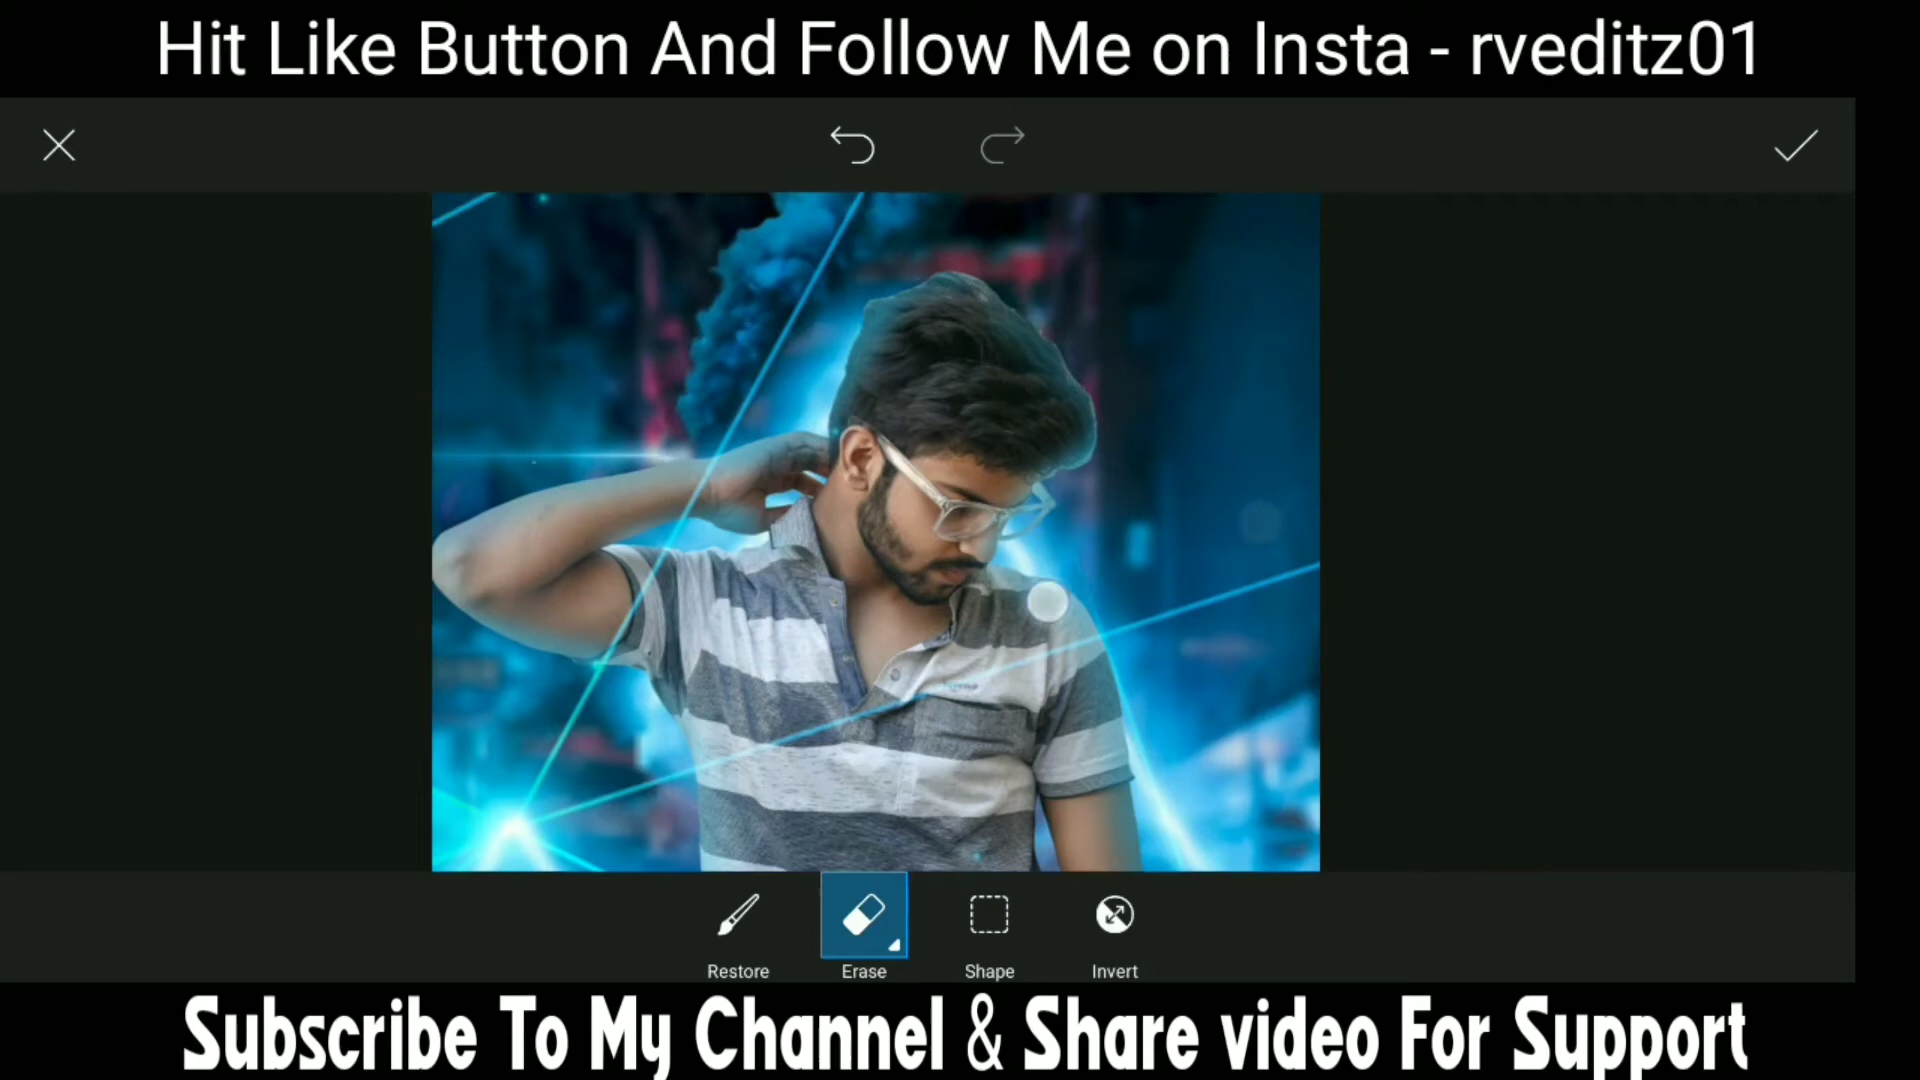 Hit Like Button And Follow Me on Insta - rveditz01
Restore
Erase
Shape
Invert
Subscribe To My Channel & Share video For Support